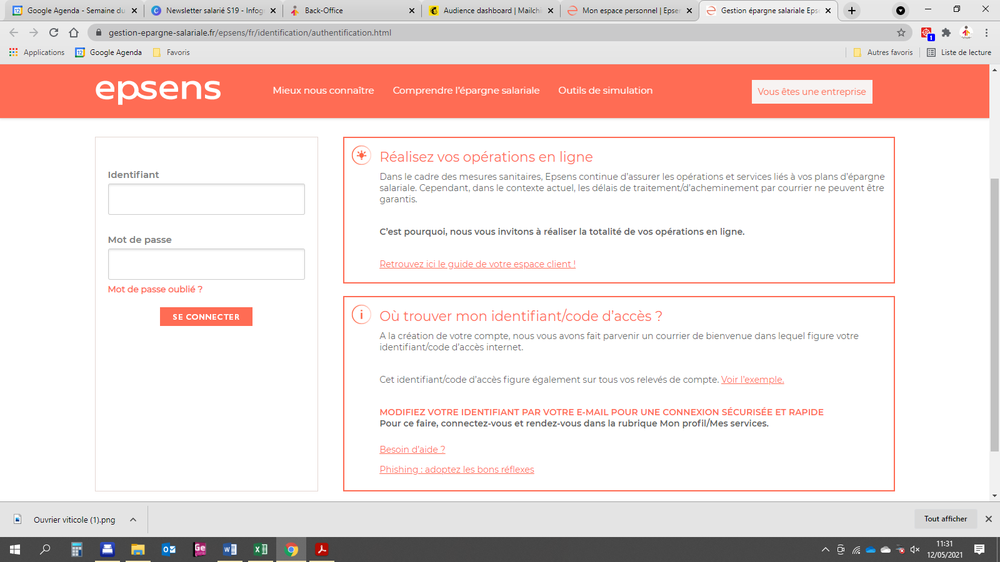 Google Agenda - Semaine du
Newsletter salarié S19 - Infogr
Back-Office
Audience dashboard | Mailchi
Mon espace personnel | Epsen
Gestion épargne salariale Epse
gestion-epargne-salariale.fr/epsens/fr/identification/authentification.html
Applications
Google Agenda
Favoris
Autres favoris
Liste de lecture
epsens
Mieux nous connaître
Comprendre l'épargne salariale
Outils de simulation
Vous êtes une entreprise
Identifiant
Mot de passe
Mot de passe oublié ?
SE CONNECTER
Réalisez vos opérations en ligne
Dans le cadre des mesures sanitaires, Epsens continue d'assurer les opérations et services liés à vos plans d'épargne
salariale. Cependant, dans le contexte actuel, les délais de traitement/d'acheminement par courrier ne peuvent être
garantis.
C'est pourquoi, nous vous invitons à réaliser la totalité de vos opérations en ligne.
Retrouvez ici le guide de votre espace client !
Où trouver mon identifiant/code d'accès ?
A la création de votre compte, nous vous avons fait parvenir un courrier de bienvenue dans lequel figure votre
identifiant/code d'accès internet.
Cet identifiant/code d'accès figure également sur tous vos relevés de compte. Voir l'exemple.
MODIFIEZ VOTRE IDENTIFIANT PAR VOTRE E-MAIL POUR UNE CONNEXION SÉCURISÉE ET RAPIDE
Pour ce faire, connectez-vous et rendez-vous dans la rubrique Mon profil/Mes services.
Besoin d'aide ?
Phishing : adoptez les bons réflexes
Ouvrier viticole (1).png
Tout afficher
11:31
12/05/2021